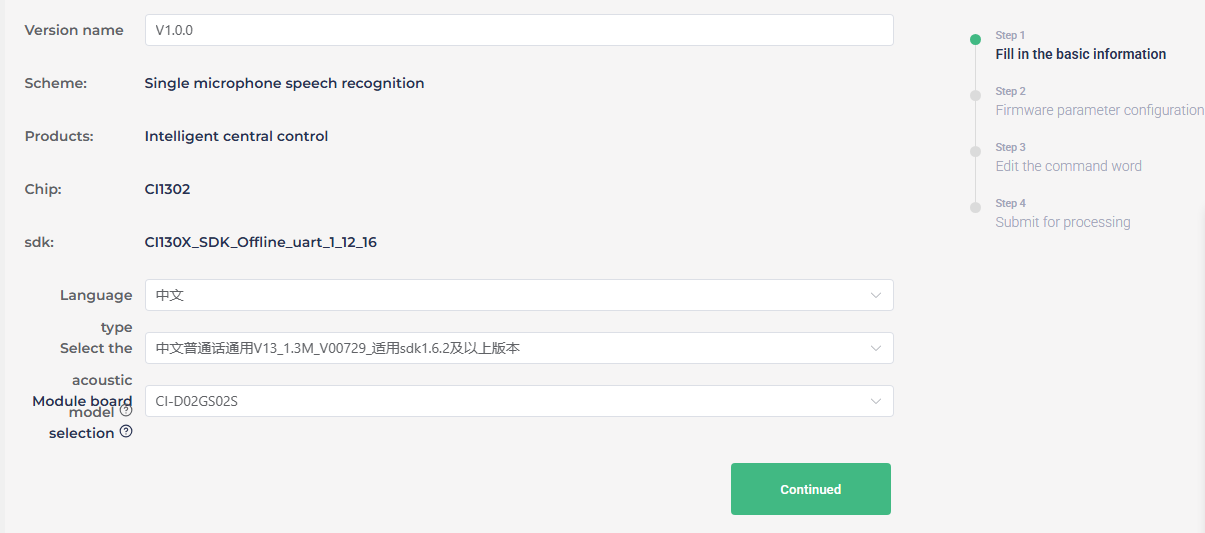 Version name
V1.0.0
Scheme:
Single microphone speech recognition
Products:
Intelligent central control
Chip:
CI1302
sdk:
CI130X_SDK_Offline_uart_1_12_16
Language
type
中文
Select the
acoustic
model
中文普通话通用V13_1.3M_V00729_适用sdk1.6.2及以上版本
Module board
selection
CI-D02GS02S
Continued
Step 1
Fill in the basic information
Step 2
Firmware parameter configuration
Step 3
Edit the command word
Step 4
Submit for processing